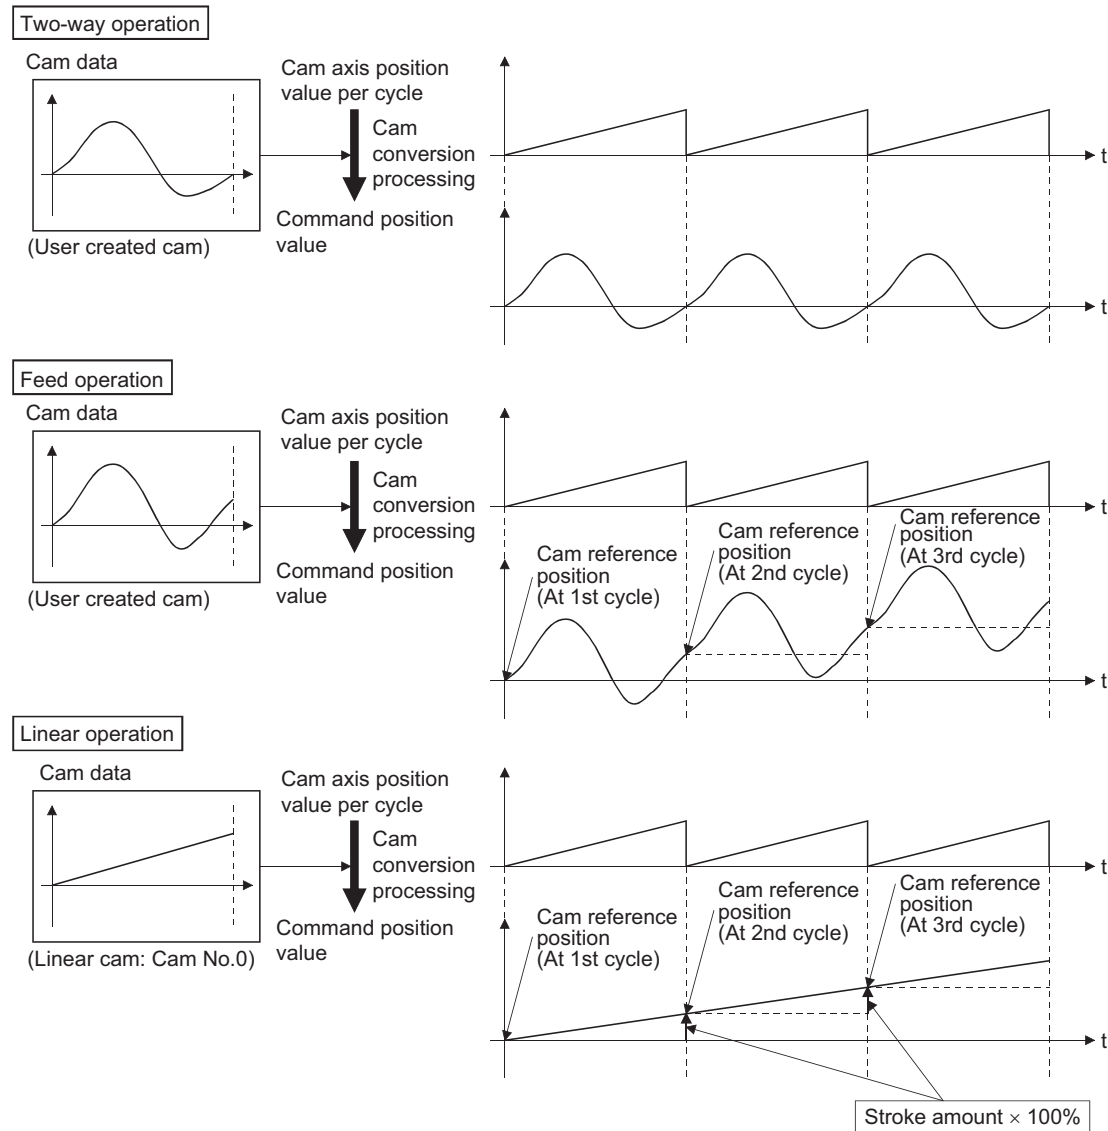 Two-way operation
Cam data
(User created cam)
Cam axis position
value per cycle
Cam
conversion
processing
Command position
value
t
t
Feed operation
Cam data
(User created cam)
Cam axis position
value per cycle
Cam
conversion
processing
Command position
value
t
Cam reference
position
(At 1st cycle)
Cam reference
position
(At 2nd cycle)
Cam reference
position
(At 3rd cycle)
t
Linear operation
Cam data
(Linear cam: Cam No.0)
Cam axis position
value per cycle
Cam
conversion
processing
Command position
value
t
Cam reference
position
(At 1st cycle)
Cam reference
position
(At 2nd cycle)
Cam reference
position
(At 3rd cycle)
t
Stroke amount × 100%